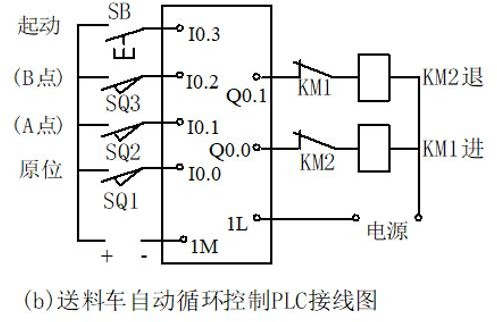 起动 SB I0.3
(B点) SQ3 I0.2 Q0.1 KM1 KM2退
(A点) SQ2 I0.1 Q0.0 KM2 KM1进
原位 SQ1 I0.0
1L 电源
+ - 1M
(b)送料车自动循环控制PLC接线图